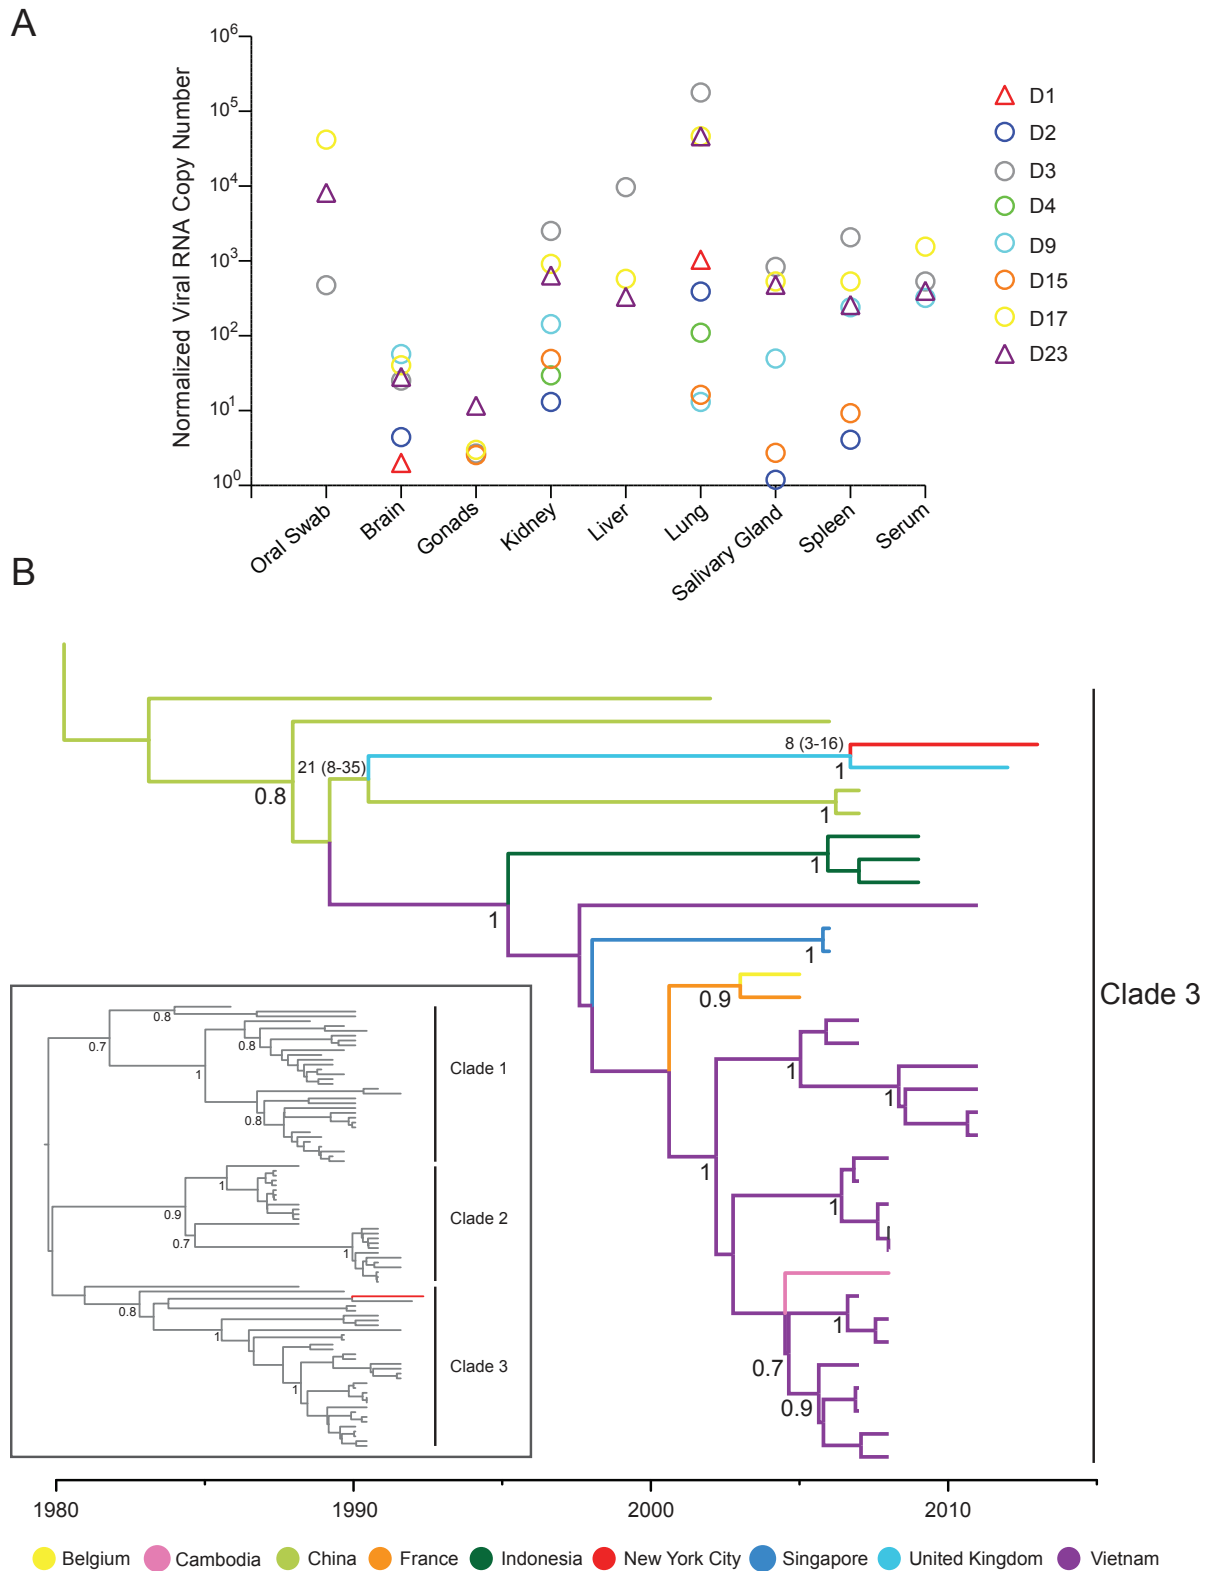 A
Normalized Viral RNA Copy Number
10^6
10^5
10^4
10^3
10^2
10^1
10^0
Oral Swab
Brain
Gonads
Kidney
Liver
Lung
Salivary Gland
Spleen
Serum
D1
D2
D3
D4
D9
D15
D17
D23
B
8 (3-16)
21 (8-35)
1
0.8
1
1
1
1
0.9
1
1
1
1
1
0.7
0.9
Clade 3
0.8
0.7
0.8
1
0.8
Clade 1
1
0.9
0.7
1
Clade 2
0.8
1
1
Clade 3
1980 1990 2000 2010
Belgium Cambodia China France Indonesia New York City Singapore United Kingdom Vietnam